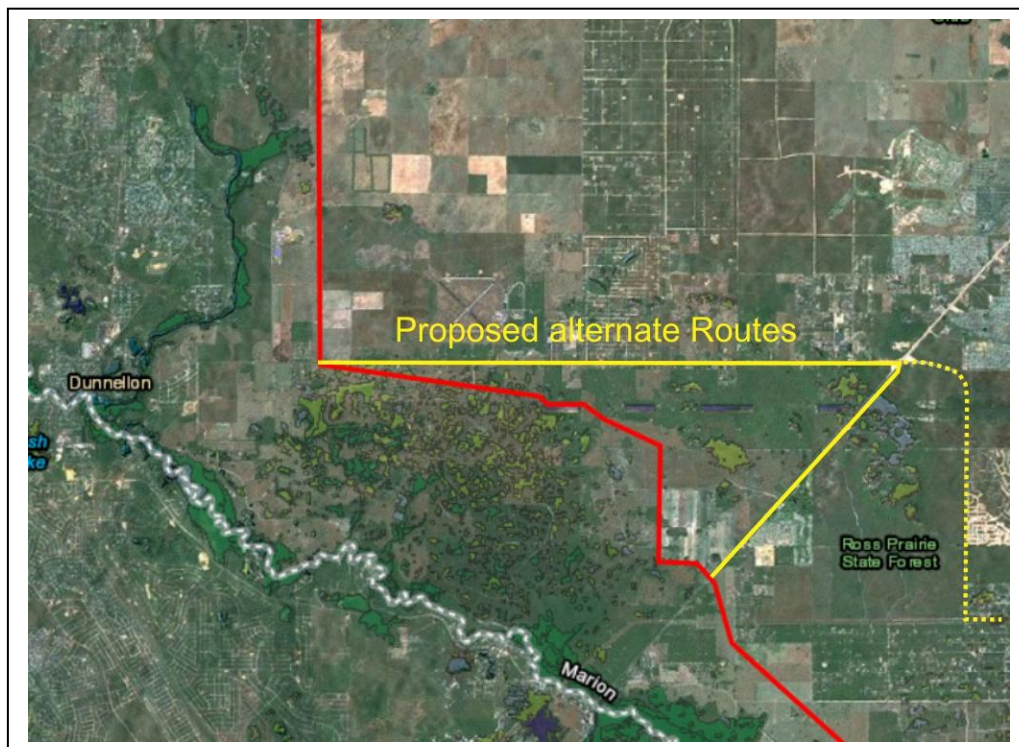 Proposed alternate Routes
Dunnellon
Ross Prairie
State Forest
Marion